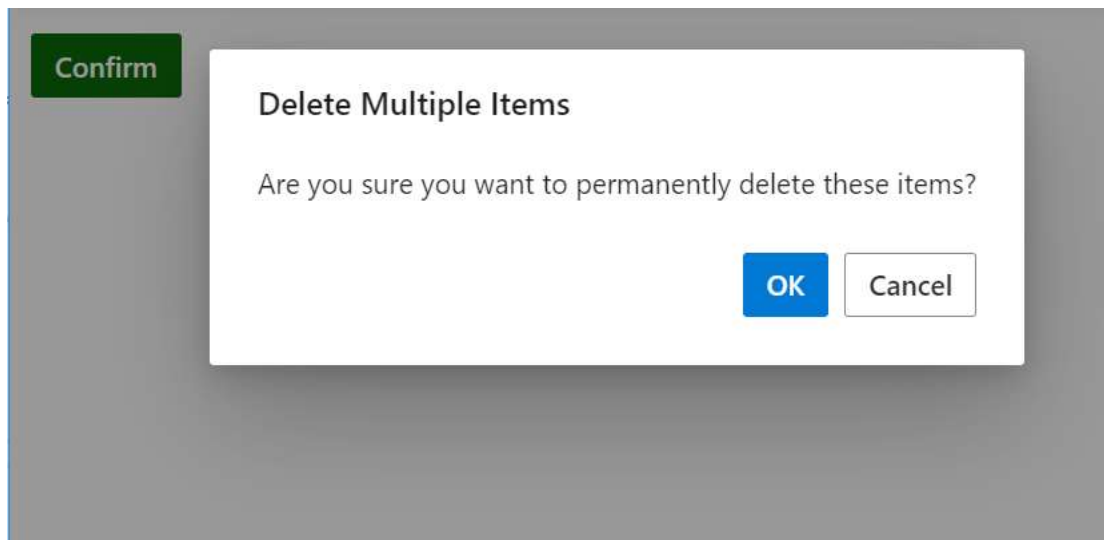 Confirm
Delete Multiple Items
Are you sure you want to permanently delete these items?
OK
Cancel